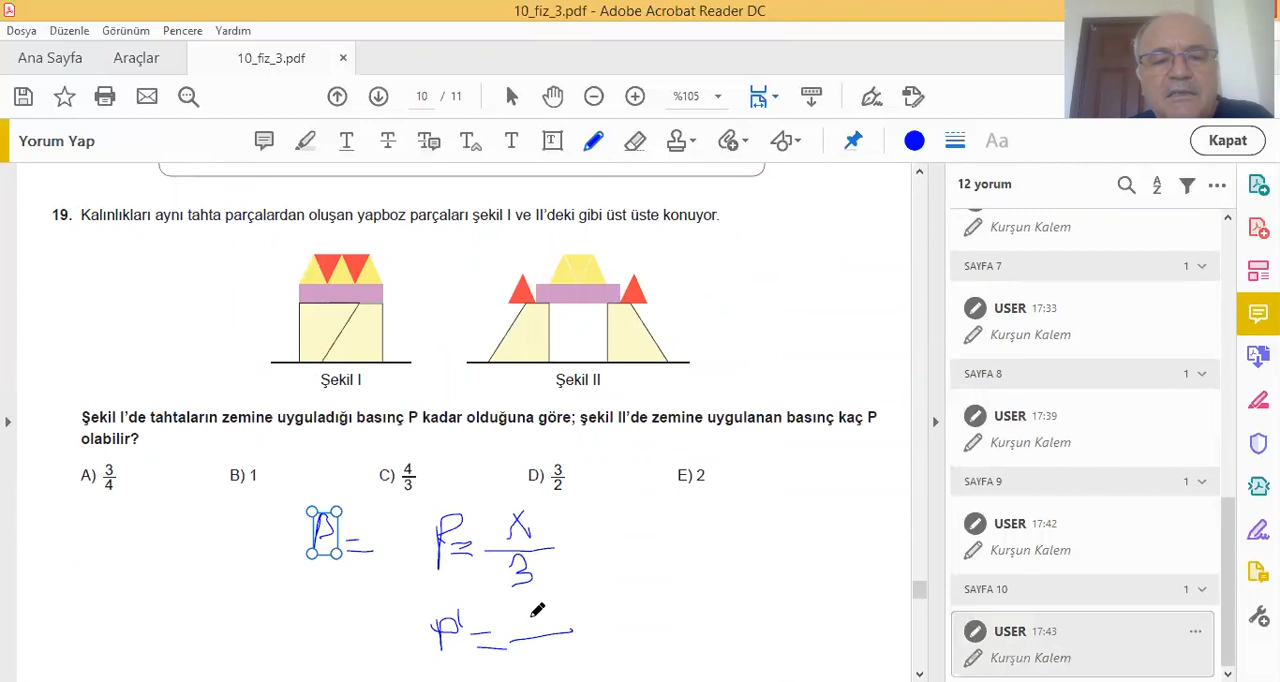 10_fiz_3.pdf - Adobe Acrobat Reader DC
Dosya Düzenle Görünüm Pencere Yardım
Ana Sayfa Araçlar 10_fiz_3.pdf ×
10 / 11 %105
Yorum Yap Aa Kapat
12 yorum
Kurşun Kalem
SAYFA 7 1
USER 17:33
Kurşun Kalem
SAYFA 8 1
USER 17:39
Kurşun Kalem
SAYFA 9 1
USER 17:42
Kurşun Kalem
SAYFA 10 1
USER 17:43
Kurşun Kalem
19. Kalınlıkları aynı tahta parçalardan oluşan yapboz parçaları şekil I ve II'deki gibi üst üste konuyor.
Şekil I Şekil II
Şekil I'de tahtaların zemine uyguladığı basınç P kadar olduğuna göre; şekil II'de zemine uygulanan basınç kaç P
olabilir?
A) 3/4 B) 1 C) 4/3 D) 3/2 E) 2
P = P = X/3
P' =